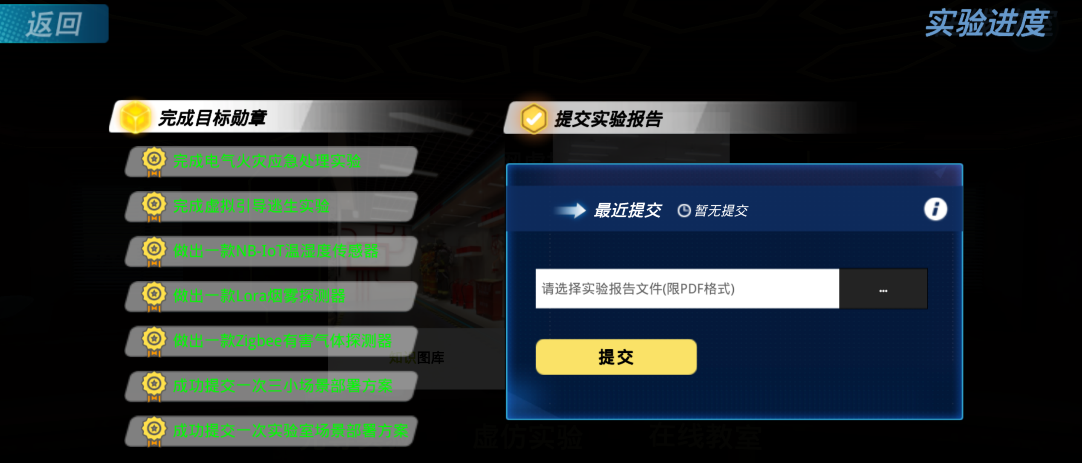 返回
实验进度
完成目标勋章
完成电气火灾应急处理实验
完成虚拟引导逃生实验
做出一款NB-IoT温湿度传感器
做出一款Lora烟雾探测器
做出一款Zigbee有害气体探测器
成功提交一次三小场景部署方案
成功提交一次实验室场景部署方案
提交实验报告
最近提交
暂无提交
请选择实验报告文件(限PDF格式)
...
提交
知识图库
虚仿实验
在线教室